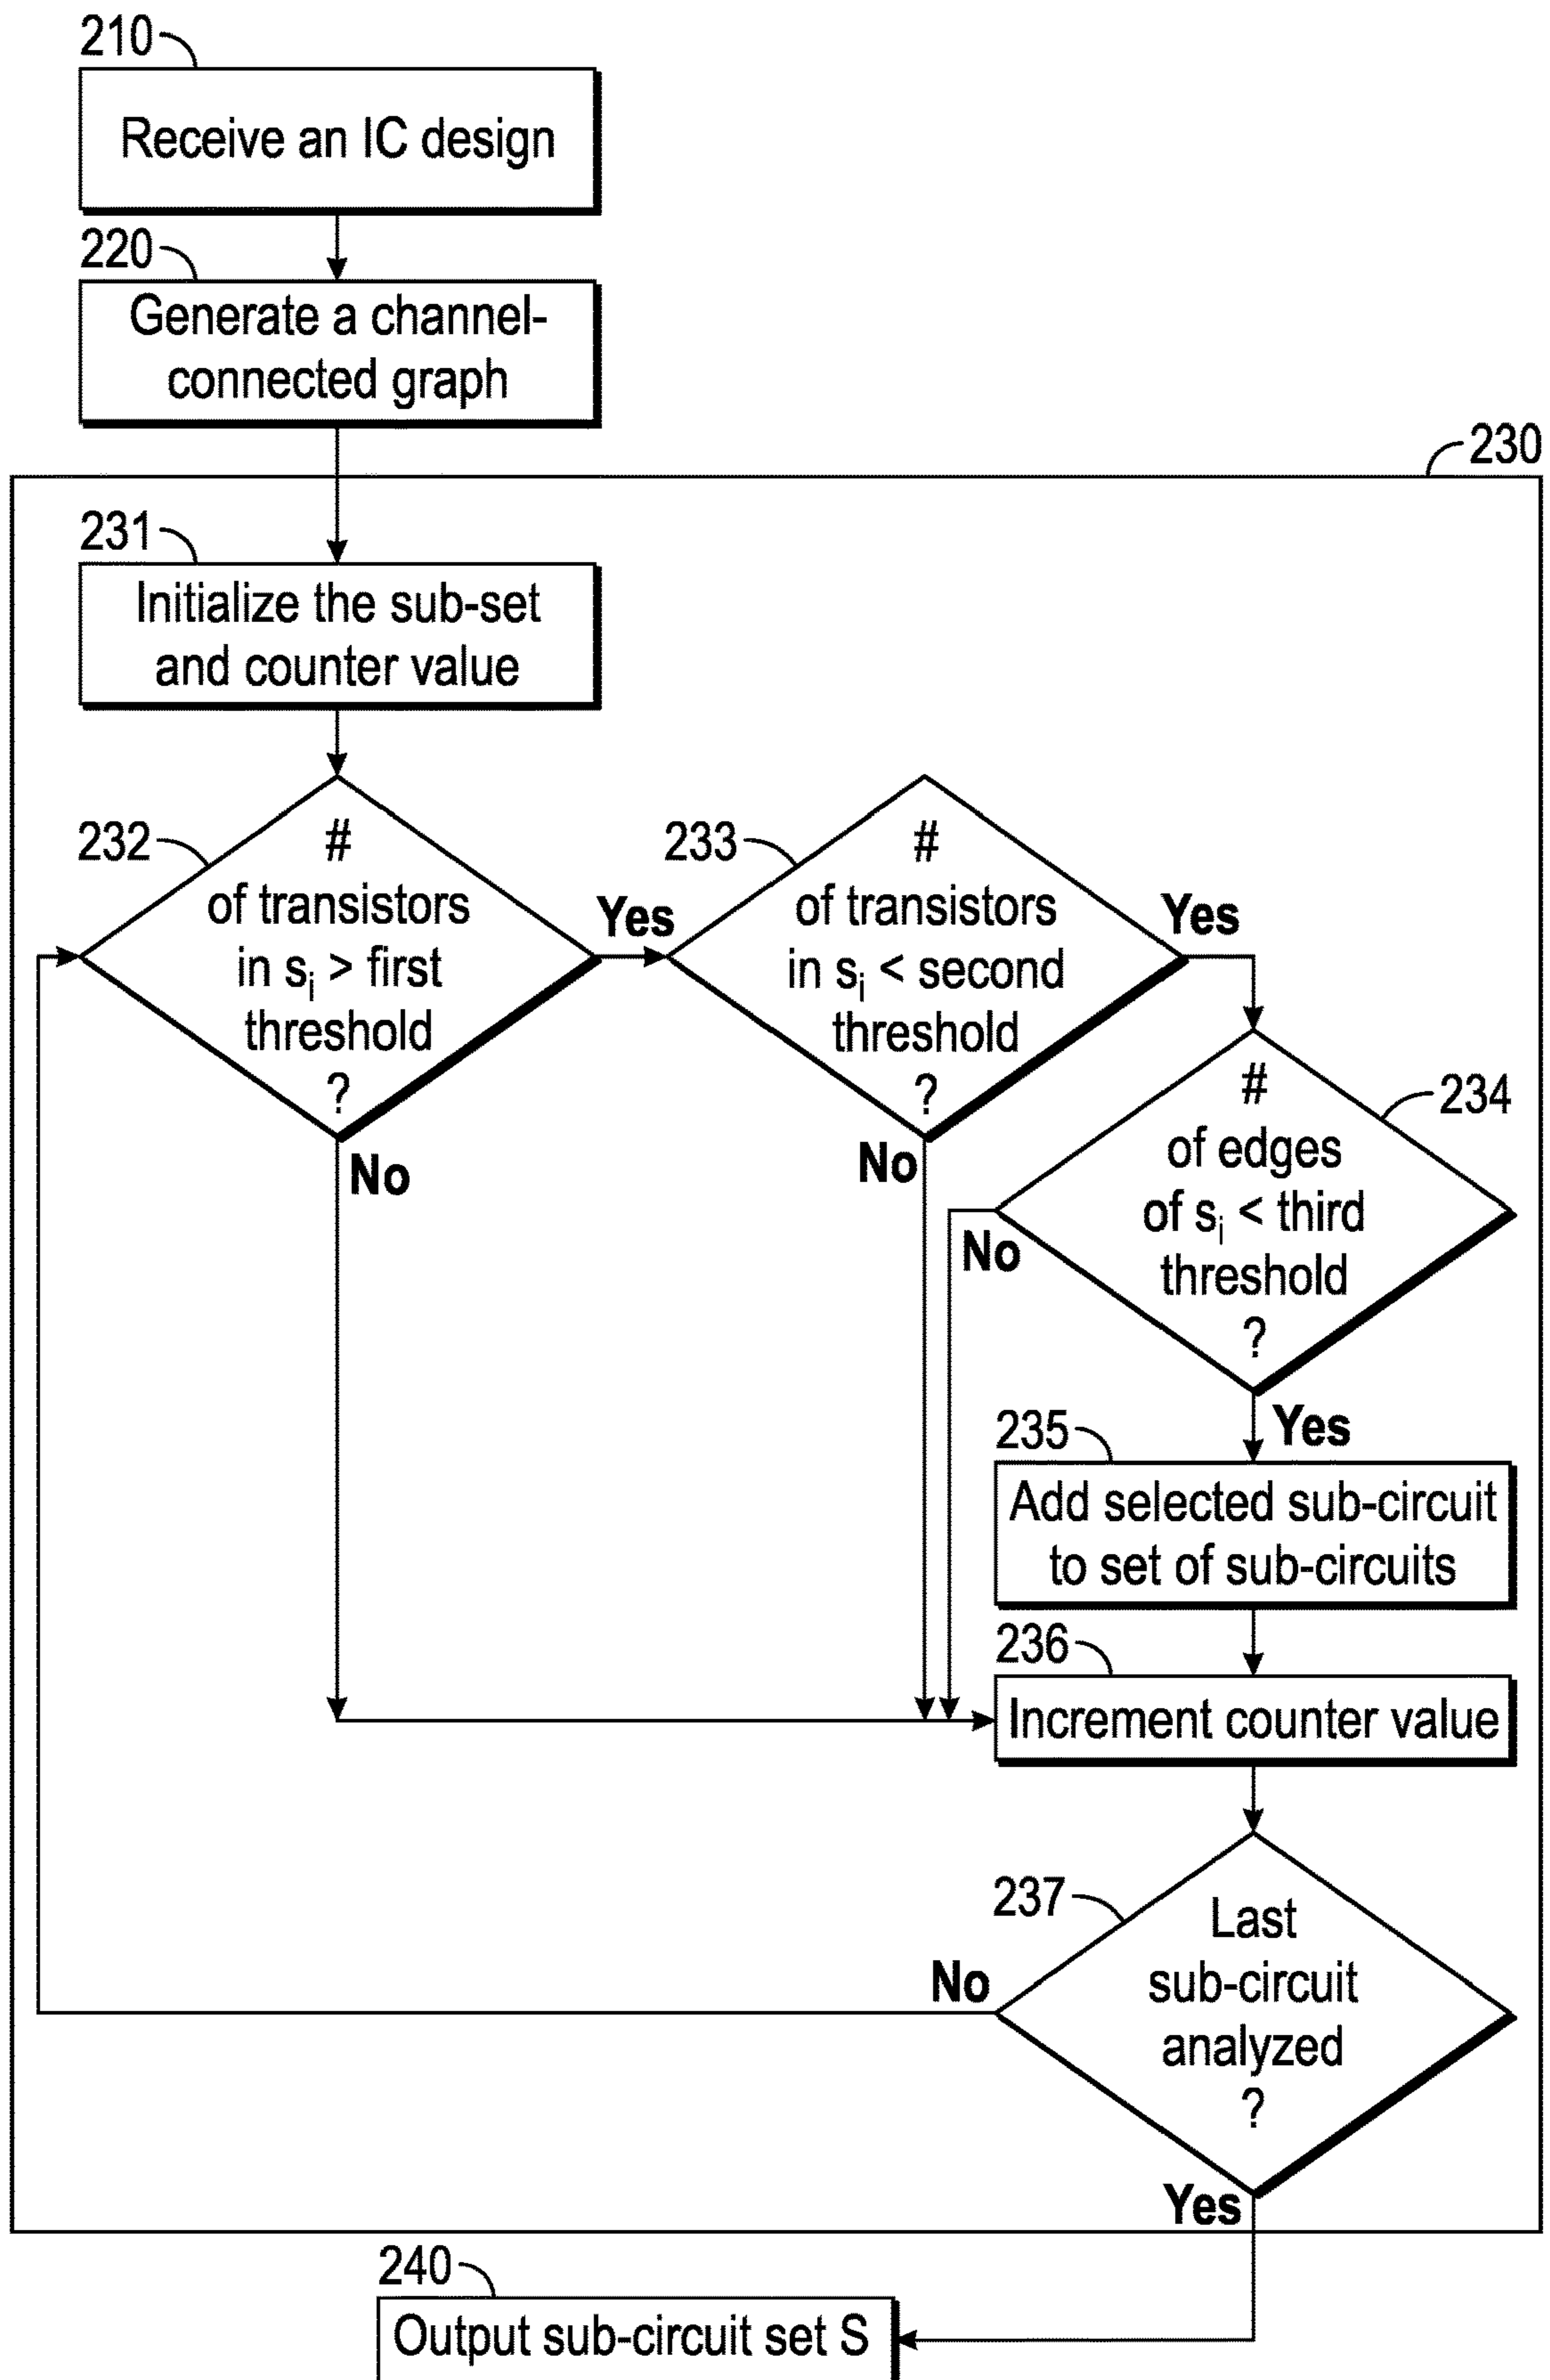 210
Receive an IC design
220
Generate a channel-
connected graph
230
231
Initialize the sub-set
and counter value
232
#
of transistors
in si > first
threshold
?
Yes
No
233
#
of transistors
in si < second
threshold
?
Yes
No
234
#
of edges
of si < third
threshold
?
No
Yes
235
Add selected sub-circuit
to set of sub-circuits
236
Increment counter value
237
Last
sub-circuit
analyzed
?
No
Yes
240
Output sub-circuit set S